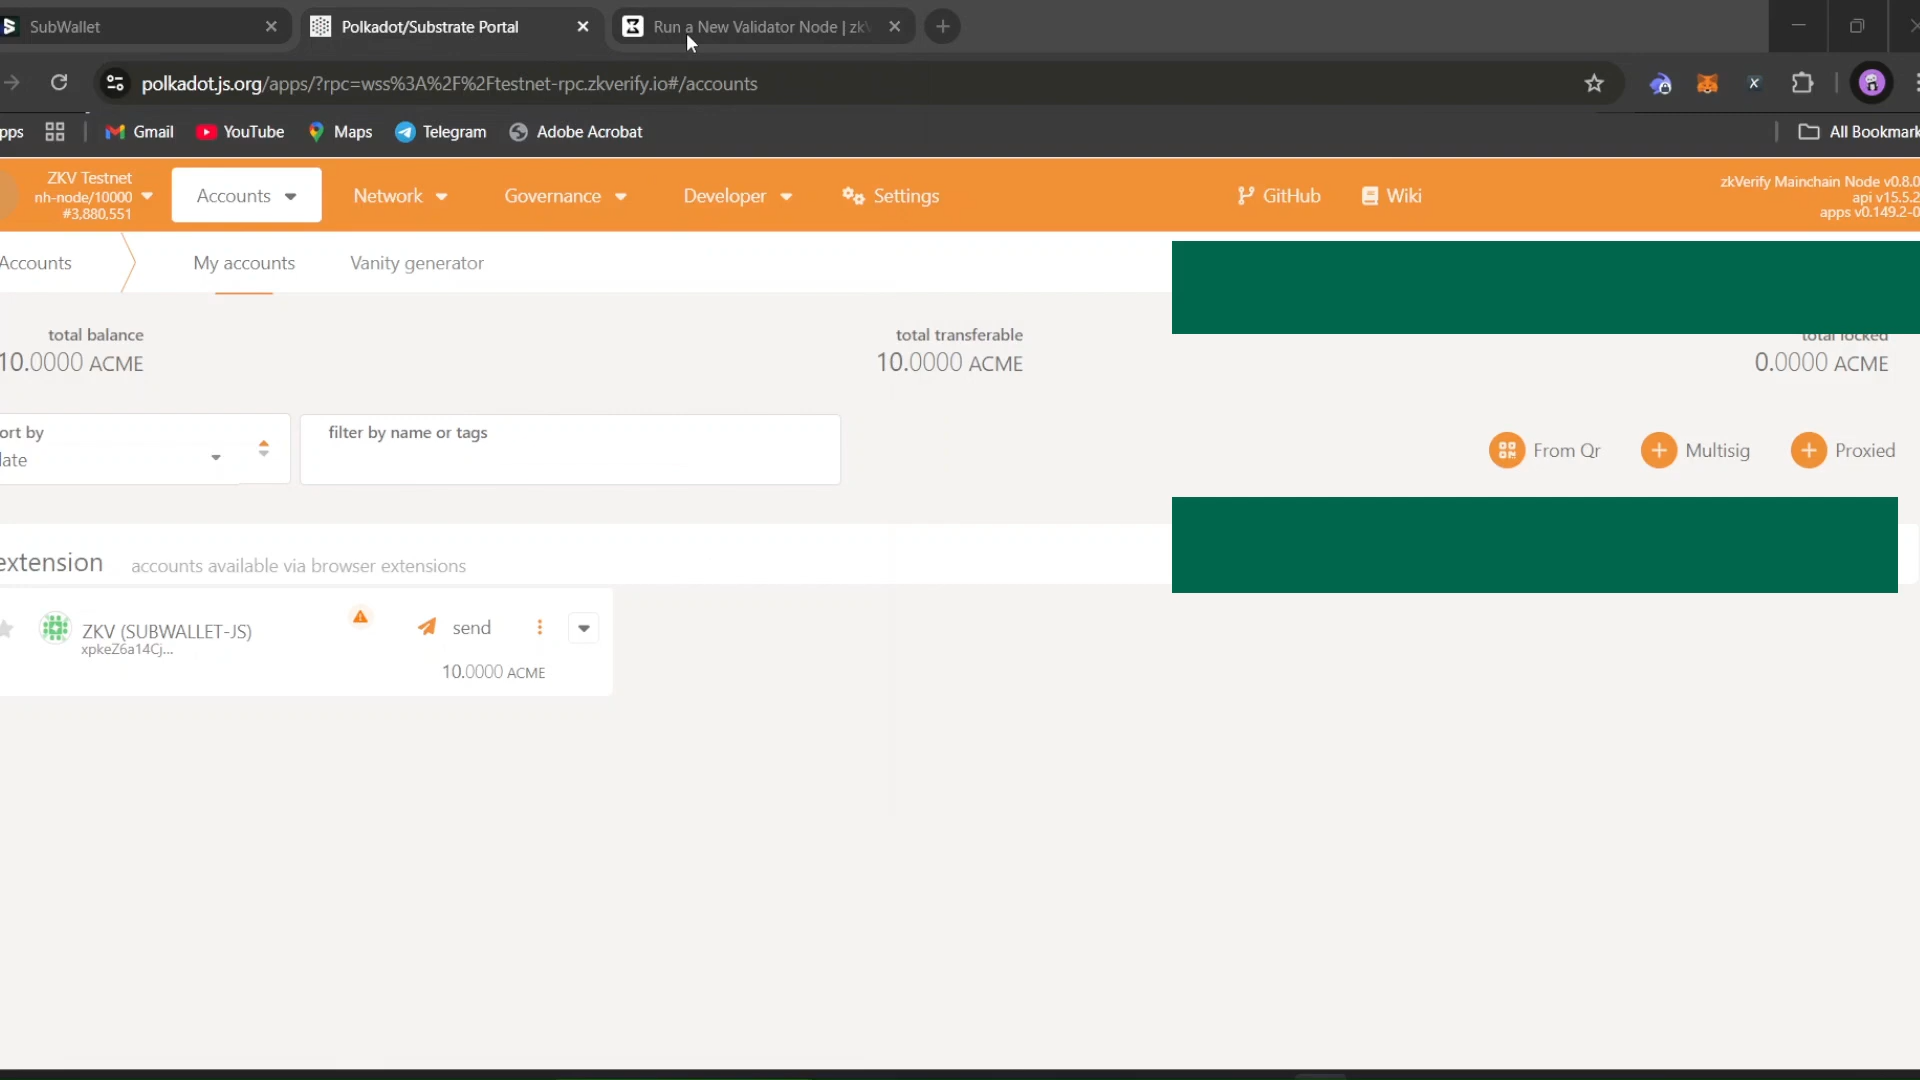 SubWallet
Polkadot/Substrate Portal
Run a New Validator Node | zkV
polkadot.js.org/apps/?rpc=wss%3A%2F%2Ftestnet-rpc.zkverify.io#/accounts
pps
Gmail
YouTube
Maps
Telegram
Adobe Acrobat
All Bookmark
ZKV Testnet
nh-node/10000
#3,880,551
Accounts
Network
Governance
Developer
Settings
GitHub
Wiki
zkVerify Mainchain Node v0.8.0
api v15.5.2
apps v0.149.2-0
Accounts
My accounts
Vanity generator
total balance
10.0000 ACME
total transferable
10.0000 ACME
total locked
0.0000 ACME
ort by
late
filter by name or tags
From Qr
Multisig
Proxied
extension
accounts available via browser extensions
ZKV (SUBWALLET-JS)
xpkeZ6a14Cj...
send
10.0000 ACME